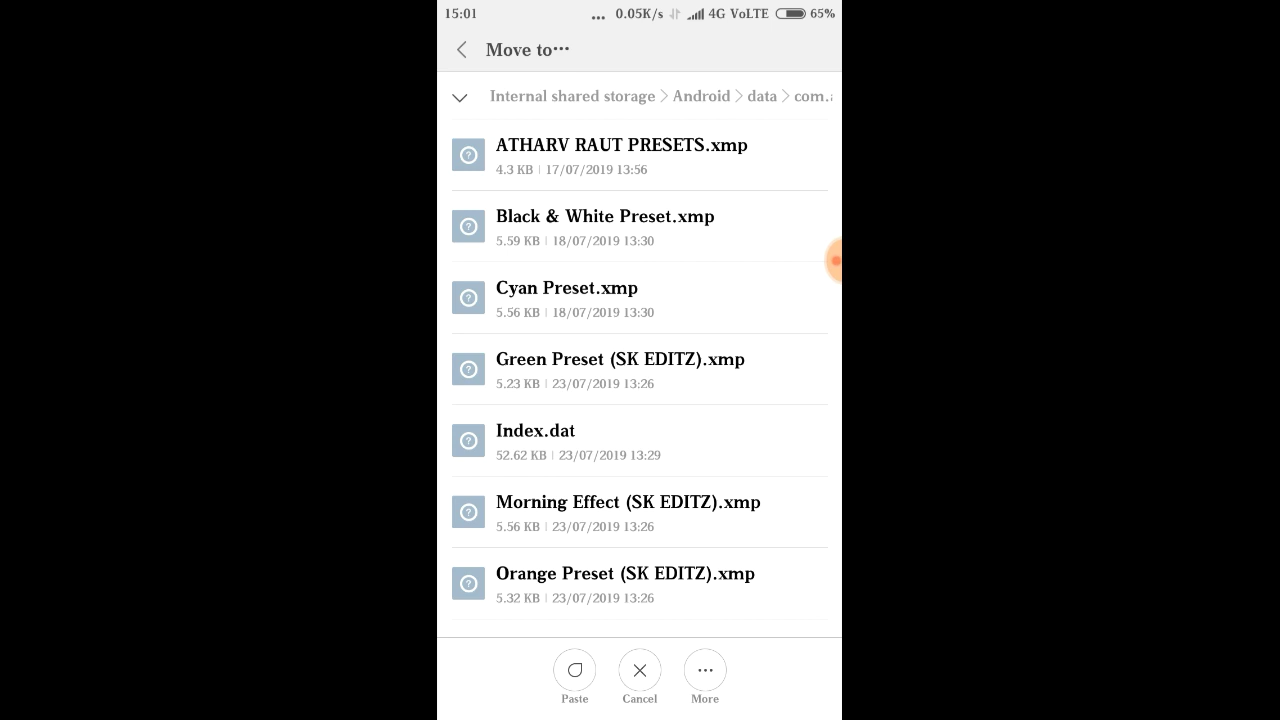 15:01 ... 0.05K/s 4G VoLTE 65%
Move to···
Internal shared storage > Android > data > com.a
ATHARV RAUT PRESETS.xmp
4.3 KB | 17/07/2019 13:56
Black & White Preset.xmp
5.59 KB | 18/07/2019 13:30
Cyan Preset.xmp
5.56 KB | 18/07/2019 13:30
Green Preset (SK EDITZ).xmp
5.23 KB | 23/07/2019 13:26
Index.dat
52.62 KB | 23/07/2019 13:29
Morning Effect (SK EDITZ).xmp
5.56 KB | 23/07/2019 13:26
Orange Preset (SK EDITZ).xmp
5.32 KB | 23/07/2019 13:26
Paste Cancel More